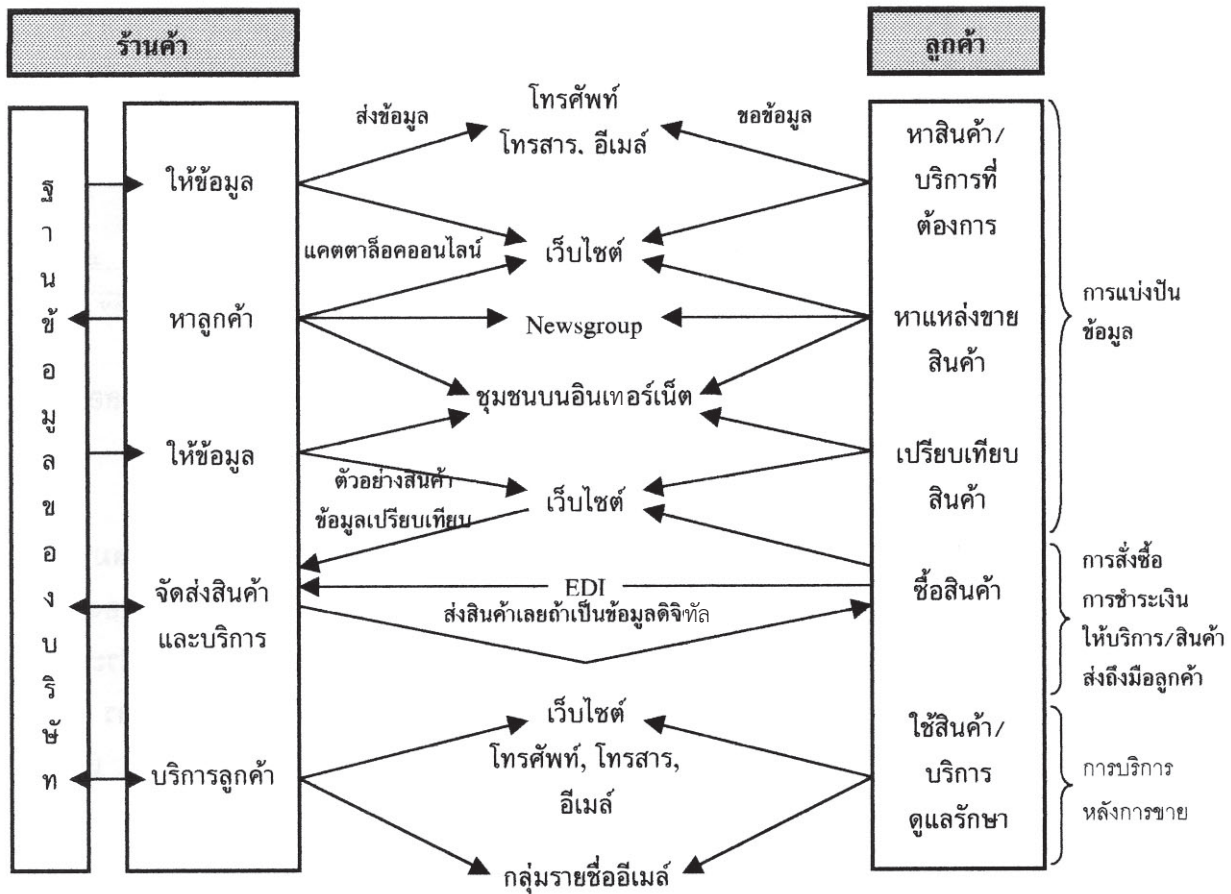 ร้านค้า
ลูกค้า
ฐานข้อมูลของบริษัท
ให้ข้อมูล
หาลูกค้า
ให้ข้อมูล
จัดส่งสินค้า
และบริการ
บริการลูกค้า
ส่งข้อมูล
โทรศัพท์
โทรสาร, อีเมล์
ขอข้อมูล
แคตตาล็อคออนไลน์
เว็บไซต์
Newsgroup
ชุมชนบนอินเทอร์เน็ต
ตัวอย่างสินค้า
ข้อมูลเปรียบเทียบ
เว็บไซต์
EDI
ส่งสินค้าเลยถ้าเป็นข้อมูลดิจิทัล
เว็บไซต์
โทรศัพท์, โทรสาร,
อีเมล์
กลุ่มรายชื่ออีเมล์
หาสินค้า/
บริการที่
ต้องการ
หาแหล่งขาย
สินค้า
เปรียบเทียบ
สินค้า
ซื้อสินค้า
ใช้สินค้า/
บริการ
ดูแลรักษา
การแบ่งปัน
ข้อมูล
การสั่งซื้อ
การชำระเงิน
ให้บริการ/สินค้า
ส่งถึงมือลูกค้า
การบริการ
หลังการขาย